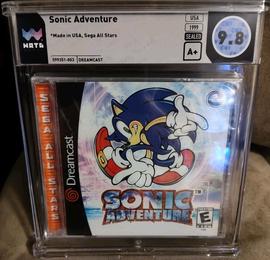 WATA
Sonic Adventure
*Made in USA, Sega All Stars
USA
1999
SEALED
A+
9.8
DREAMCAST
SEGA ALL STARS
Dreamcast
SONIC
ADVENTURE
TM
E